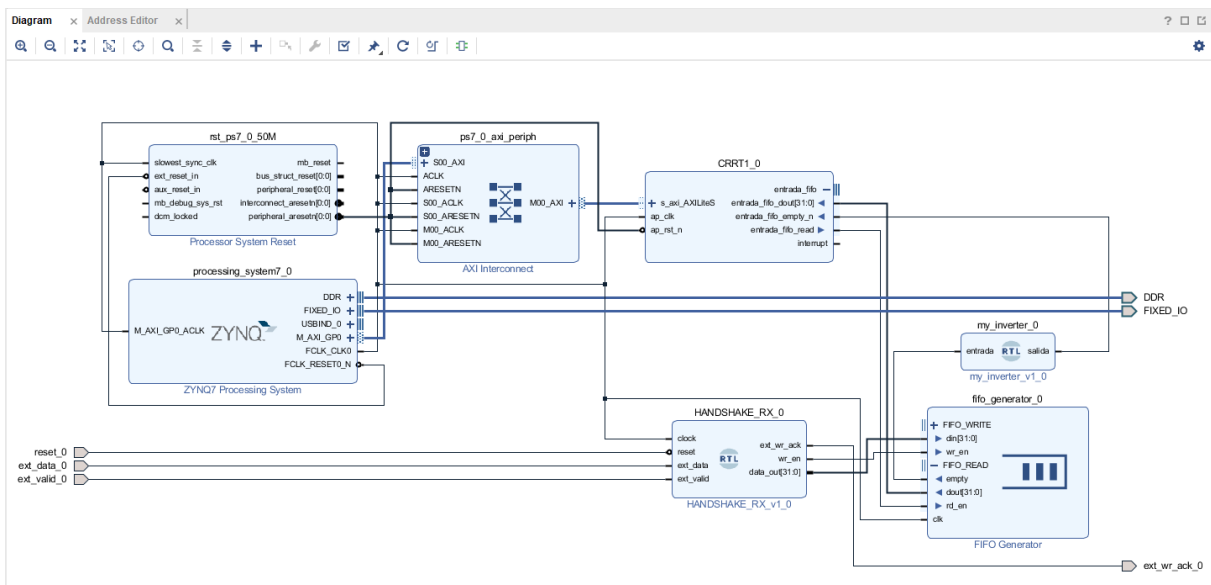 Diagram × Address Editor ×
rst_ps7_0_50M
slowest_sync_clk mb_reset
ext_reset_in bus_struct_reset[0:0]
aux_reset_in peripheral_reset[0:0]
mb_debug_sys_rst interconnect_aresetn[0:0]
dcm_locked peripheral_aresetn[0:0]
Processor System Reset
ps7_0_axi_periph
S00_AXI
ACLK
ARESETN
S00_ACLK M00_AXI
S00_ARESETN
M00_ACLK
M00_ARESETN
AXI Interconnect
CRRT1_0
entrada_fifo
s_axi_AXILiteS entrada_fifo_dout[31:0]
ap_clk entrada_fifo_empty_n
ap_rst_n entrada_fifo_read
interrupt
processing_system7_0
DDR
FIXED_IO
USBIND_0
M_AXI_GP0_ACLK ZYNQ M_AXI_GP0
FCLK_CLK0
FCLK_RESET0_N
ZYNQ7 Processing System
DDR
FIXED_IO
my_inverter_0
entrada RTL salida
my_inverter_v1_0
HANDSHAKE_RX_0
clock ext_wr_ack
reset RTL wr_en
ext_data data_out[31:0]
ext_valid
HANDSHAKE_RX_v1_0
fifo_generator_0
FIFO_WRITE
din[31:0]
wr_en
FIFO_READ
empty
dout[31:0]
rd_en
clk
FIFO Generator
reset_0
ext_data_0
ext_valid_0
ext_wr_ack_0